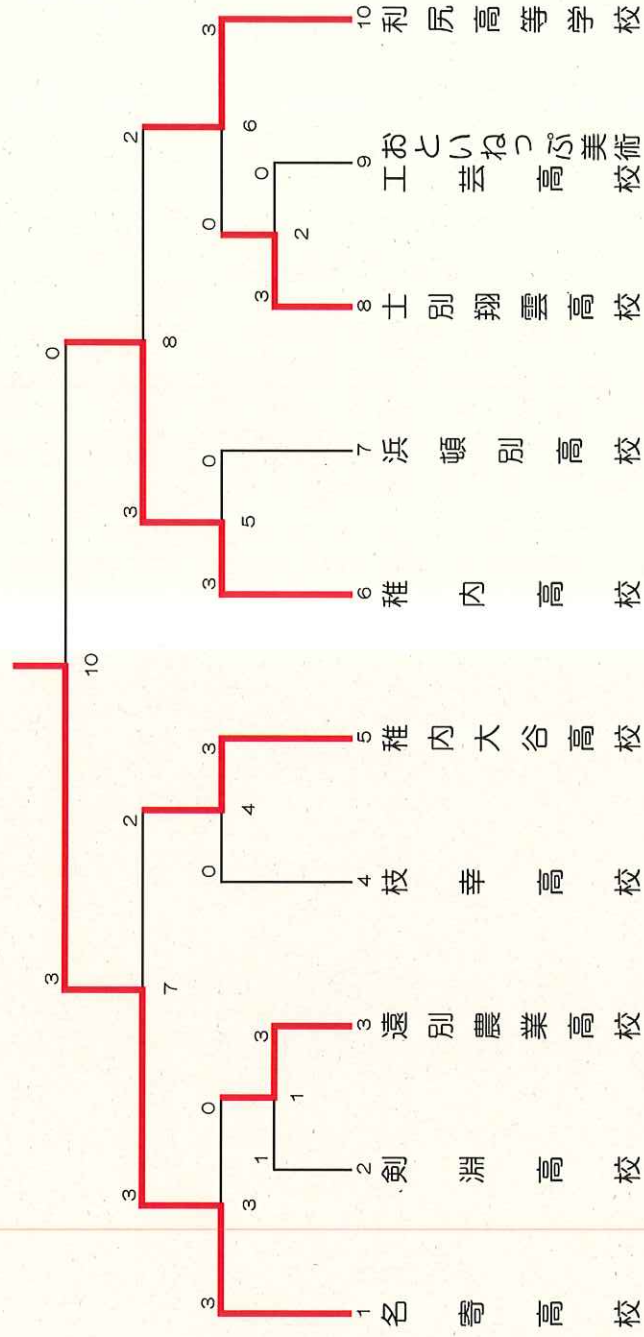 3 0
10
3 2 3 2
7 8
3 0 0 3 3 0 0 3
3 4 5 6
1 3 3 0
1 2
1 名寄高校
2 剣淵高校
3 遠別農業高校
4 枝幸高校
5 稚内大谷高校
6 稚内高校
7 浜頓別高校
8 士別翔雲高校
9 おといねっぷ美術
工芸高校
10 利尻高等学校